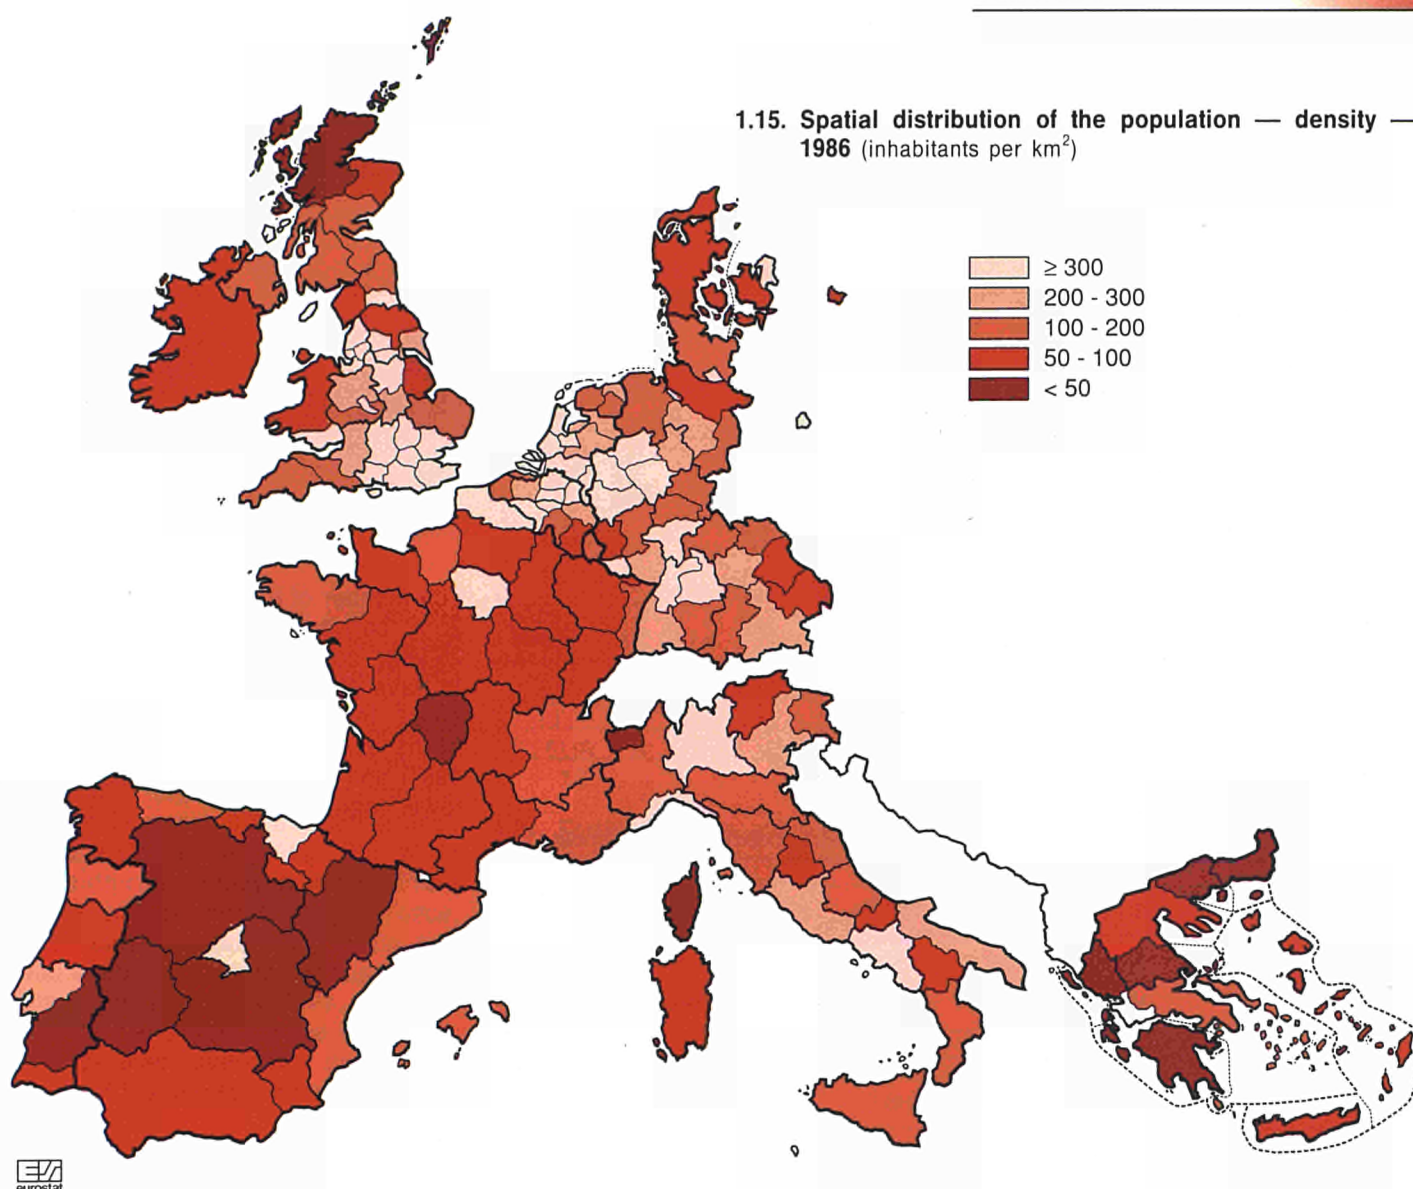 1.15. Spatial distribution of the population — density —
1986 (inhabitants per km²)
≥ 300
200 - 300
100 - 200
50 - 100
< 50
eurostat